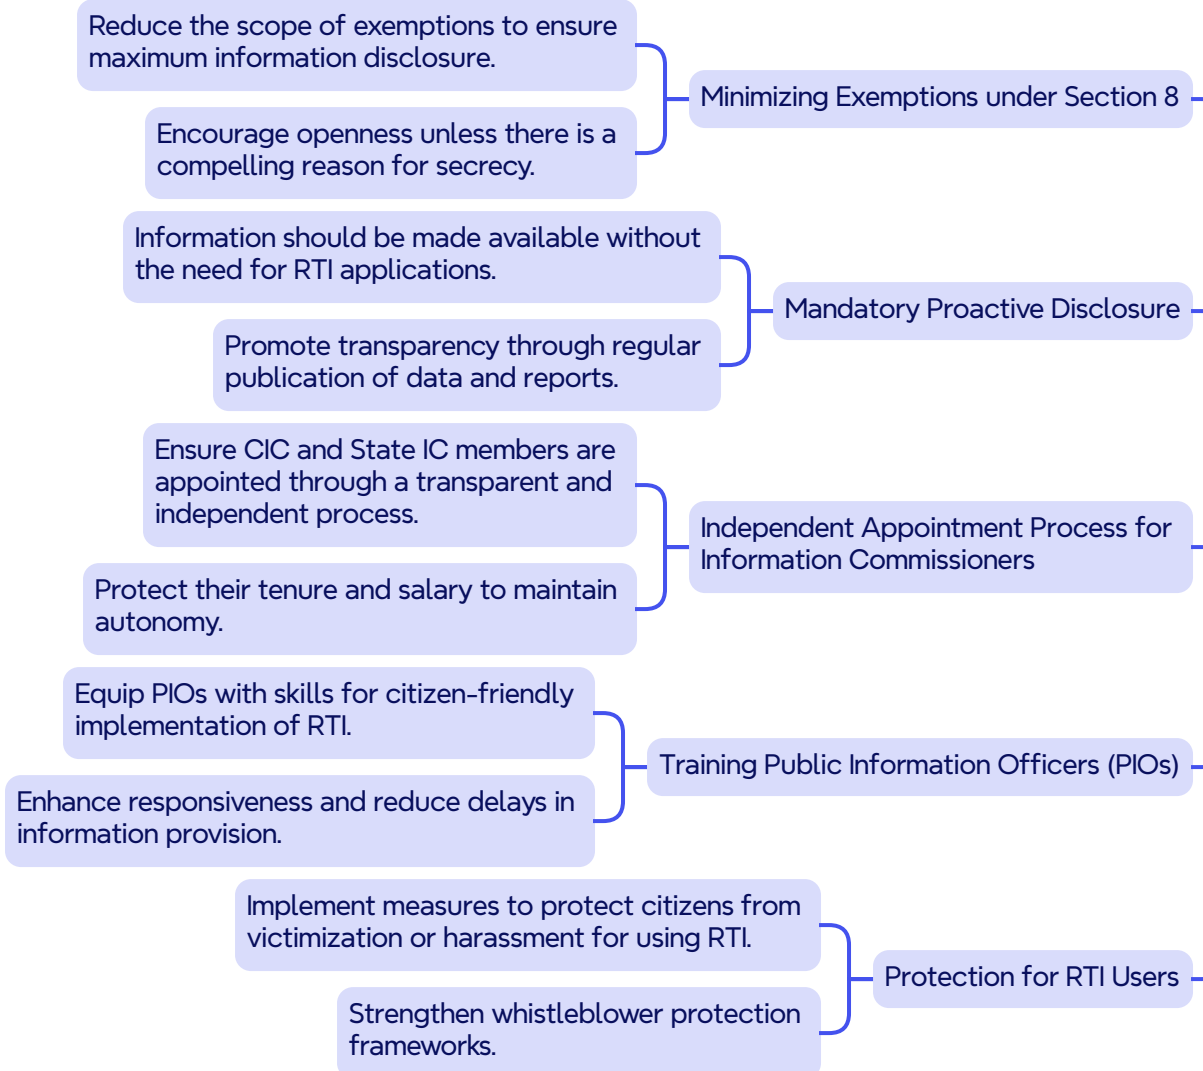 Reduce the scope of exemptions to ensure
maximum information disclosure.
Minimizing Exemptions under Section 8
Encourage openness unless there is a
compelling reason for secrecy.
Information should be made available without
the need for RTI applications.
Mandatory Proactive Disclosure
Promote transparency through regular
publication of data and reports.
Ensure CIC and State IC members are
appointed through a transparent and
independent process.
Independent Appointment Process for
Information Commissioners
Protect their tenure and salary to maintain
autonomy.
Equip PIOs with skills for citizen-friendly
implementation of RTI.
Training Public Information Officers (PIOs)
Enhance responsiveness and reduce delays in
information provision.
Implement measures to protect citizens from
victimization or harassment for using RTI.
Protection for RTI Users
Strengthen whistleblower protection
frameworks.